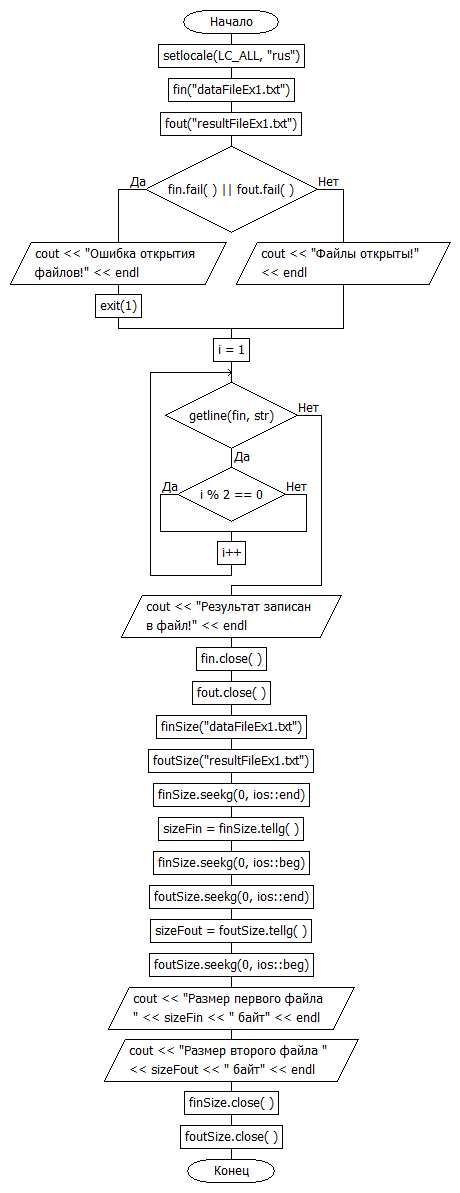 Начало
setlocale(LC_ALL, "rus")
fin("dataFileEx1.txt")
fout("resultFileEx1.txt")
fin.fail( ) || fout.fail( )
Да
Нет
cout << "Ошибка открытия
файлов!" << endl
cout << "Файлы открыты!"
<< endl
exit(1)
i = 1
getline(fin, str)
Нет
Да
i % 2 == 0
Да
Нет
i++
cout << "Результат записан
в файл!" << endl
fin.close( )
fout.close( )
finSize("dataFileEx1.txt")
foutSize("resultFileEx1.txt")
finSize.seekg(0, ios::end)
sizeFin = finSize.tellg( )
finSize.seekg(0, ios::beg)
foutSize.seekg(0, ios::end)
sizeFout = foutSize.tellg( )
foutSize.seekg(0, ios::beg)
cout << "Размер первого файла
" << sizeFin << " байт" << endl
cout << "Размер второго файла "
<< sizeFout << " байт" << endl
finSize.close( )
foutSize.close( )
Конец